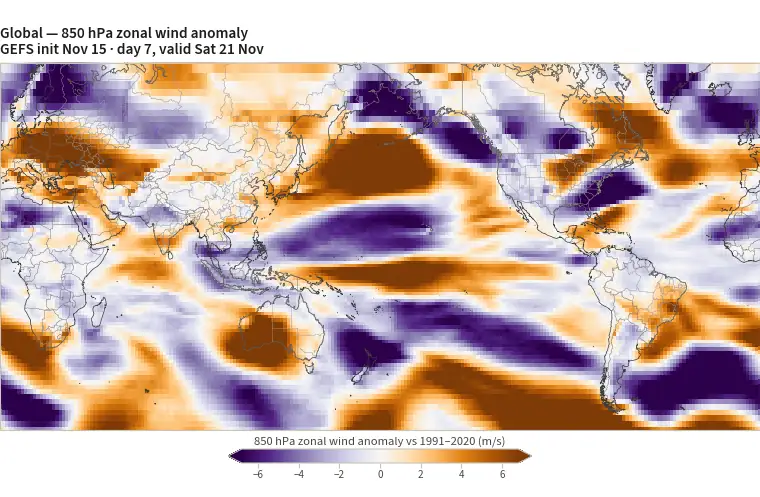 Global — 850 hPa zonal wind anomaly
GEFS init Nov 15 · day 7, valid Sat 21 Nov
850 hPa zonal wind anomaly vs 1991–2020 (m/s)
−6 −4 −2 0 2 4 6